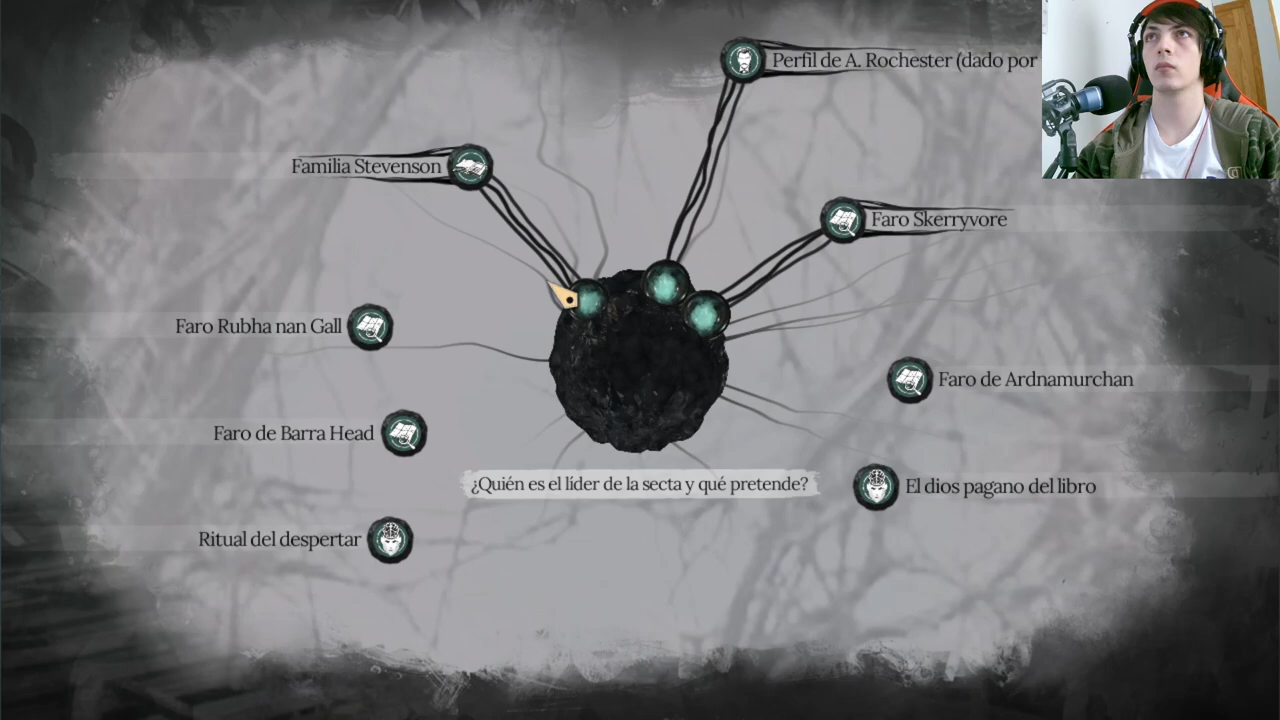 Perfil de A. Rochester (dado por
Familia Stevenson
Faro Skerryvore
Faro Rubha nan Gall
Faro de Ardnamurchan
Faro de Barra Head
¿Quién es el líder de la secta y qué pretende?
El dios pagano del libro
Ritual del despertar